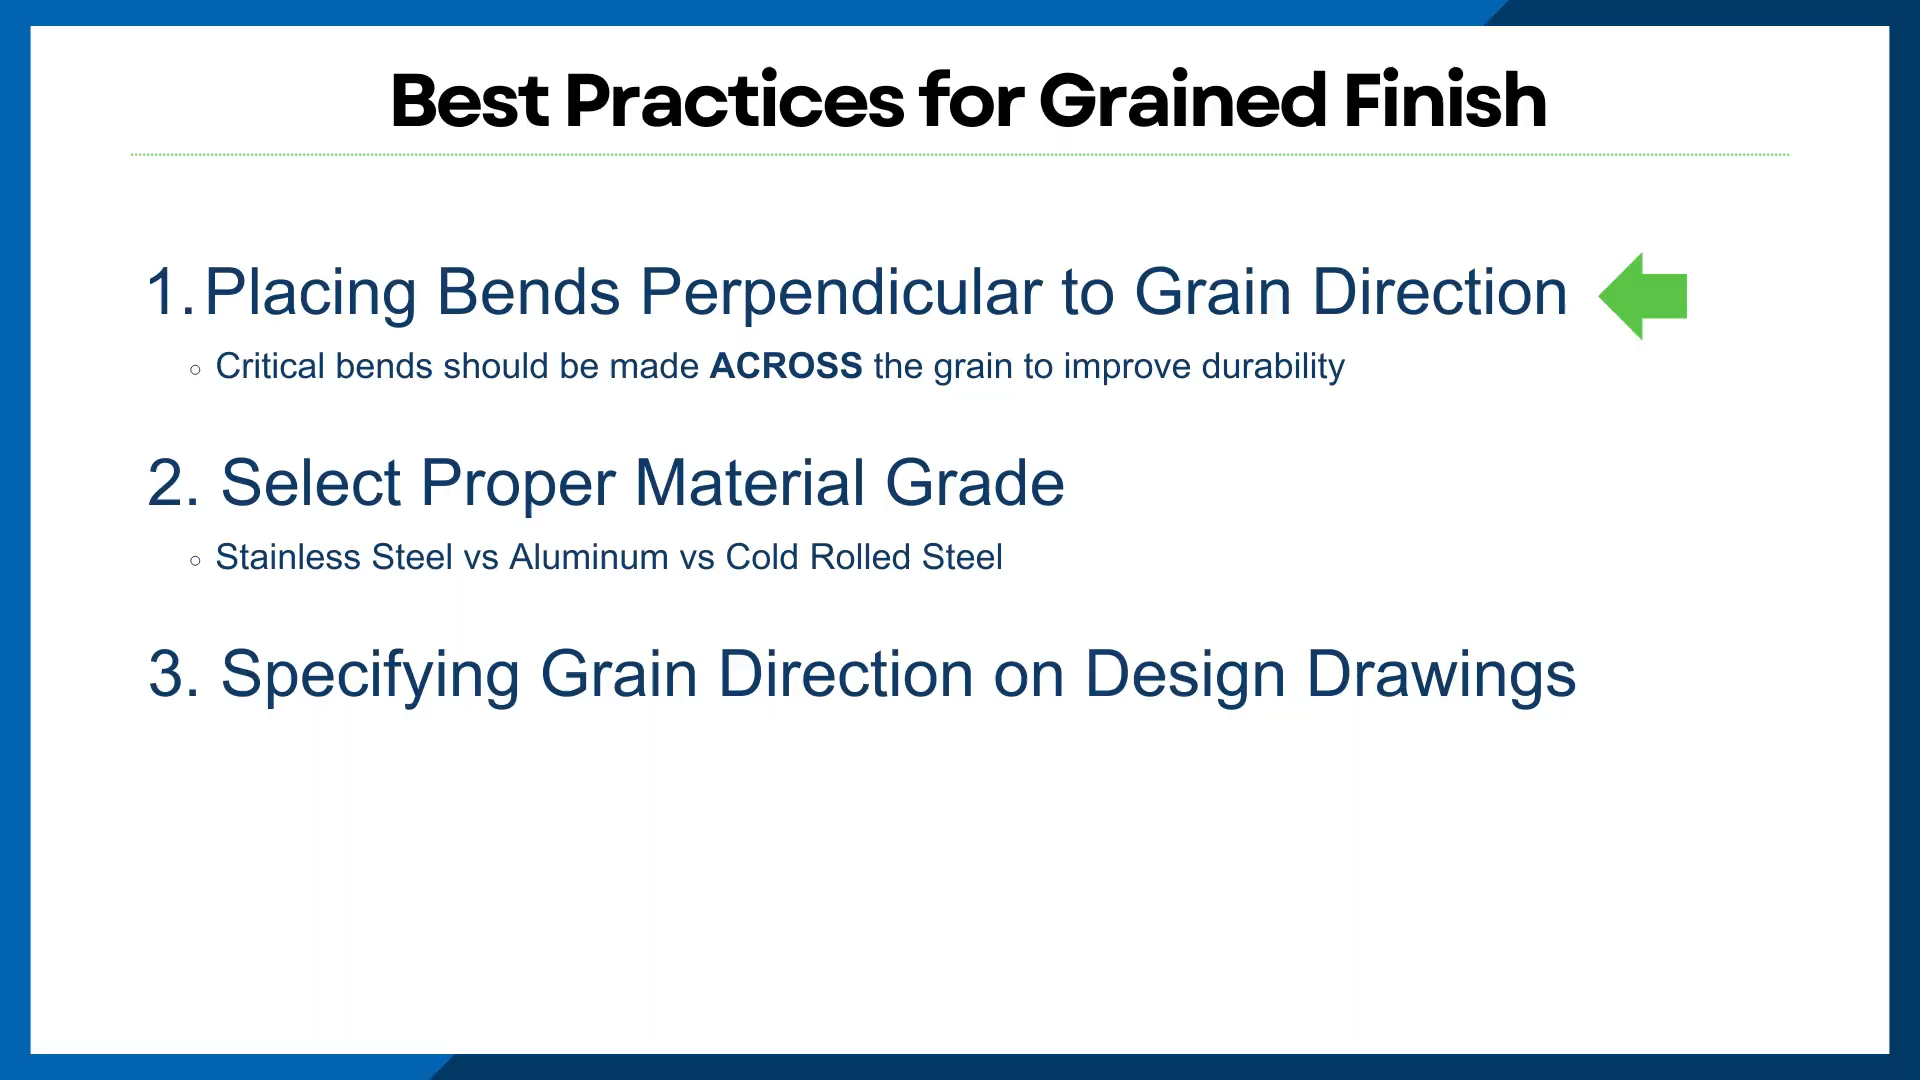 Best Practices for Grained Finish
1. Placing Bends Perpendicular to Grain Direction
Critical bends should be made ACROSS the grain to improve durability
2. Select Proper Material Grade
Stainless Steel vs Aluminum vs Cold Rolled Steel
3. Specifying Grain Direction on Design Drawings